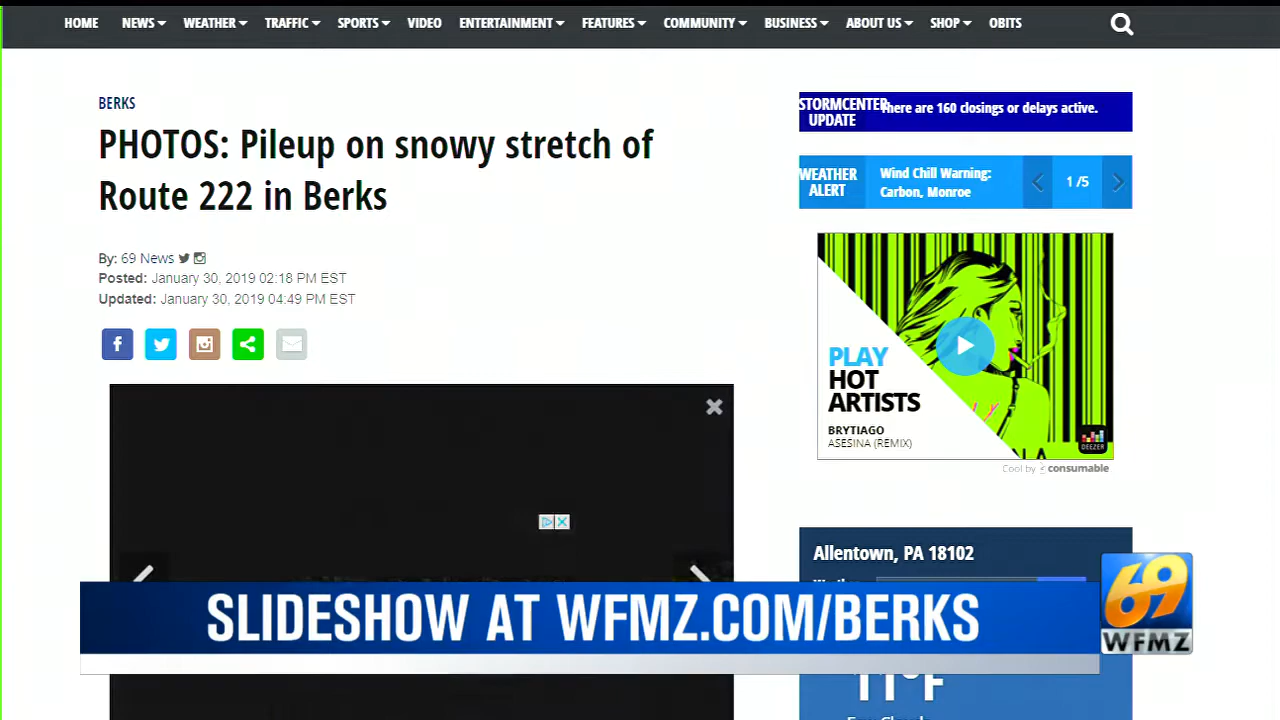 HOME NEWS WEATHER TRAFFIC SPORTS VIDEO ENTERTAINMENT FEATURES COMMUNITY BUSINESS ABOUT US SHOP OBITS
BERKS
PHOTOS: Pileup on snowy stretch of
Route 222 in Berks
By: 69 News
Posted: January 30, 2019 02:18 PM EST
Updated: January 30, 2019 04:49 PM EST
STORMCENTER
UPDATE
There are 160 closings or delays active.
WEATHER
ALERT
Wind Chill Warning:
Carbon, Monroe
1 /5
PLAY
HOT
ARTISTS
BRYTIAGO
ASESINA (REMIX)
DEEZER
Cool by consumable
Allentown, PA 18102
SLIDESHOW AT WFMZ.COM/BERKS
69
WFMZ
11°F